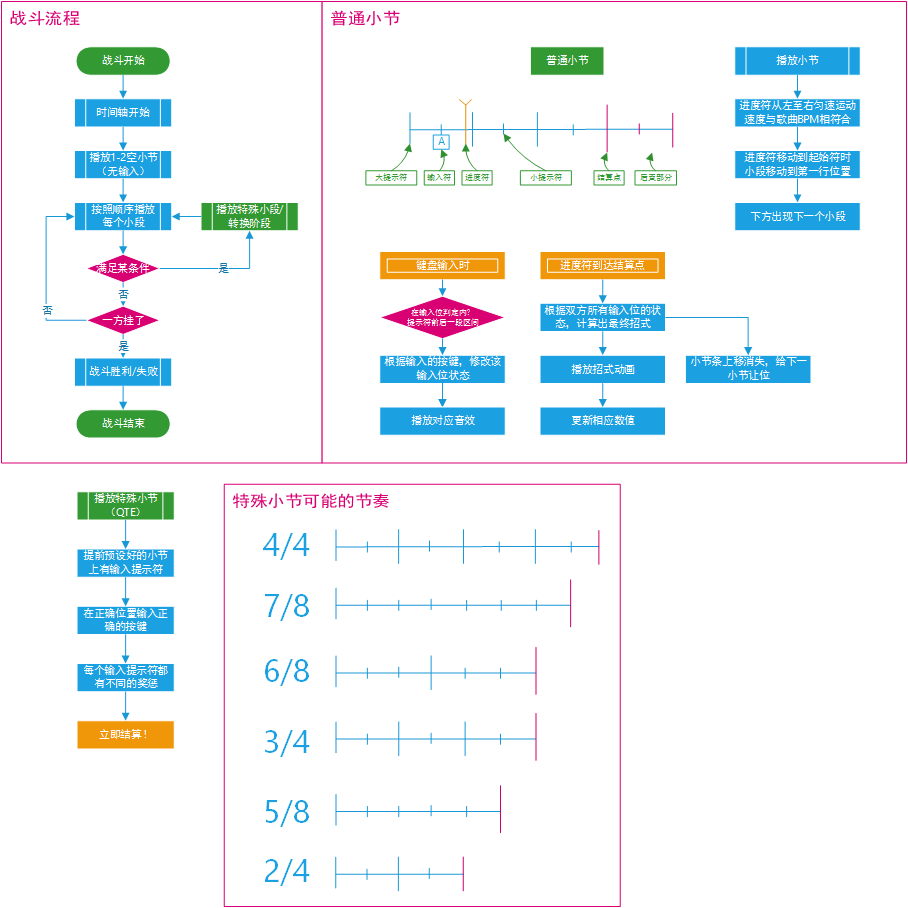 战斗流程
战斗开始
时间轴开始
播放1-2空小节
（无输入）
按照顺序播放
每个小段
播放特殊小段/
转换阶段
满足某条件
是
否
一方挂了
否
是
战斗胜利/失败
战斗结束
普通小节
普通小节
A
大提示符
输入符
进度符
小提示符
结算点
后奏部分
播放小节
进度符从左至右匀速运动
速度与歌曲BPM相符合
进度符移动到起始符时
小段移动到第一行位置
下方出现下一个小段
键盘输入时
在输入位判定内？
提示符前后一段区间
根据输入的按键，修改该
输入位状态
播放对应音效
进度符到达结算点
根据双方所有输入位的状
态，计算出最终招式
播放招式动画
更新相应数值
小节条上移消失，给下一
小节让位
播放特殊小节
（QTE）
提前预设好的小节
上有输入提示符
在正确位置输入正
确的按键
每个输入提示符都
有不同的奖惩
立即结算！
特殊小节可能的节奏
4/4
7/8
6/8
3/4
5/8
2/4